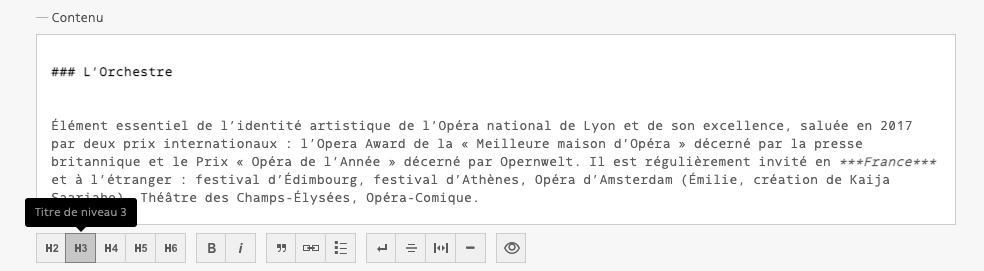 Contenu
### L'Orchestre
Élément essentiel de l'identité artistique de l'Opéra national de Lyon et de son excellence, saluée en 2017
par deux prix internationaux : l'Opera Award de la « Meilleure maison d'Opéra » décerné par la presse
britannique et le Prix « Opéra de l'Année » décerné par Opernwelt. Il est régulièrement invité en ***France***
et à l'étranger : festival d'Édimbourg, festival d'Athènes, Opéra d'Amsterdam (Émilie, création de Kaija
Saariaho), Théâtre des Champs-Élysées, Opéra-Comique.
Titre de niveau 3
H2 H3 H4 H5 H6 B i